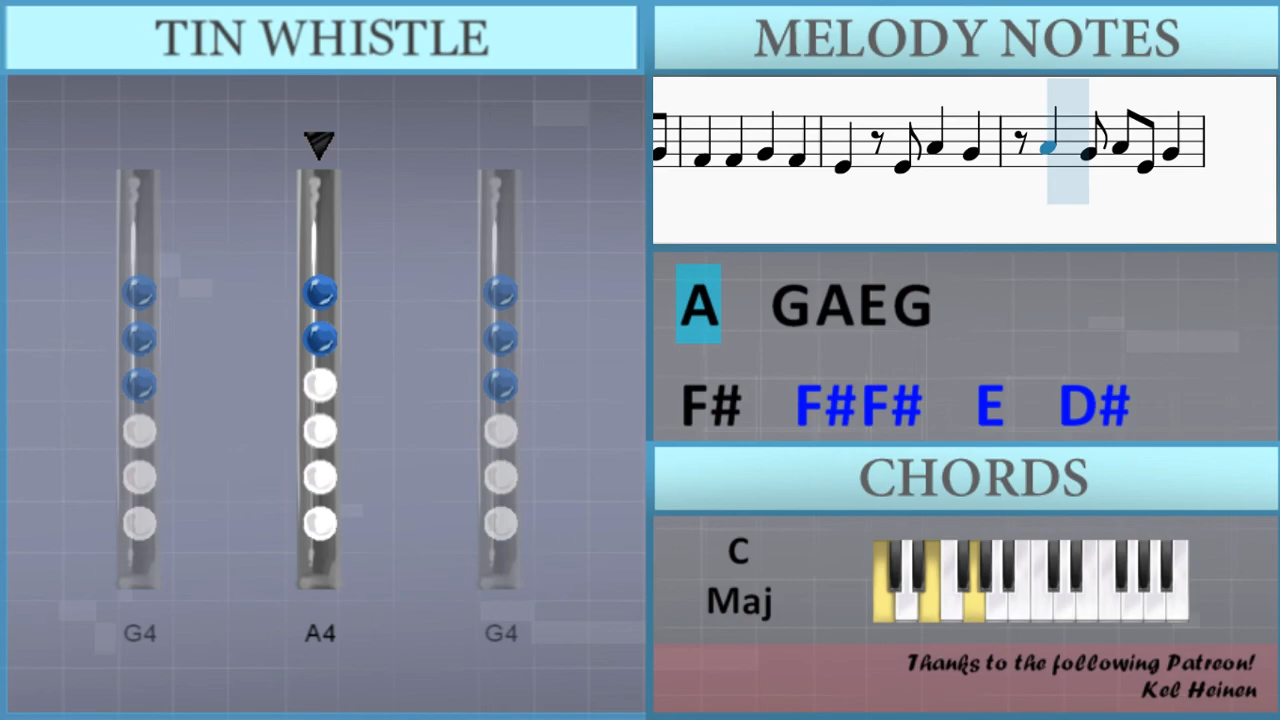 TIN WHISTLE
G4 A4 G4
MELODY NOTES
A GAEG
F# F#F# E D#
CHORDS
C
Maj
Thanks to the following Patreon!
Kel Heinen